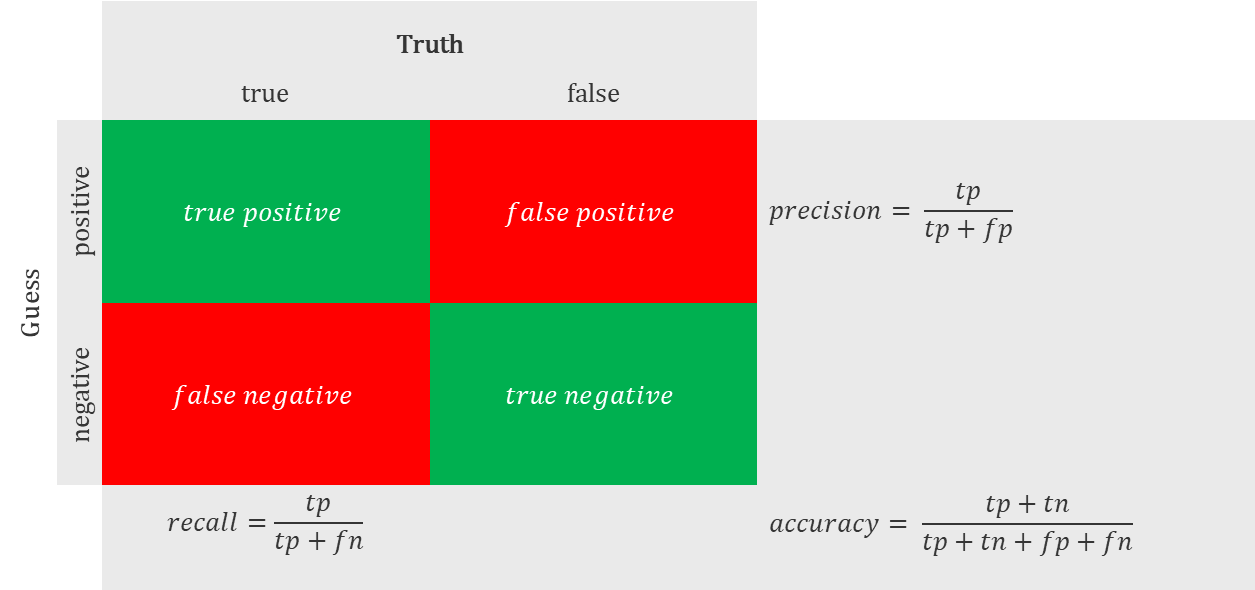 Truth
true false
Guess
positive
true positive false positive
precision = tp / tp + fp
negative
false negative true negative
recall = tp / tp + fn
accuracy = tp + tn / tp + tn + fp + fn